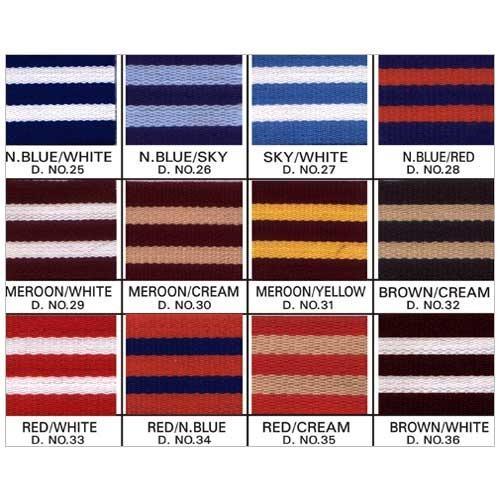 N.BLUE/WHITE
D. NO.25
N.BLUE/SKY
D. NO.26
SKY/WHITE
D. NO.27
N.BLUE/RED
D. NO.28
MEROON/WHITE
D. NO.29
MEROON/CREAM
D. NO.30
MEROON/YELLOW
D. NO.31
BROWN/CREAM
D. NO.32
RED/WHITE
D. NO.33
RED/N.BLUE
D. NO.34
RED/CREAM
D. NO.35
BROWN/WHITE
D. NO.36